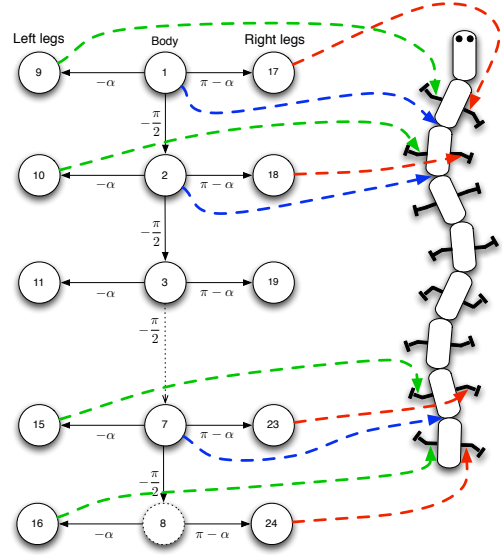 Left legs Body Right legs
9 1 17
−α π − α
−π/2
10 2 18
−α π − α
−π/2
11 3 19
−α π − α
−π/2
15 7 23
−α π − α
−π/2
16 8 24
−α π − α